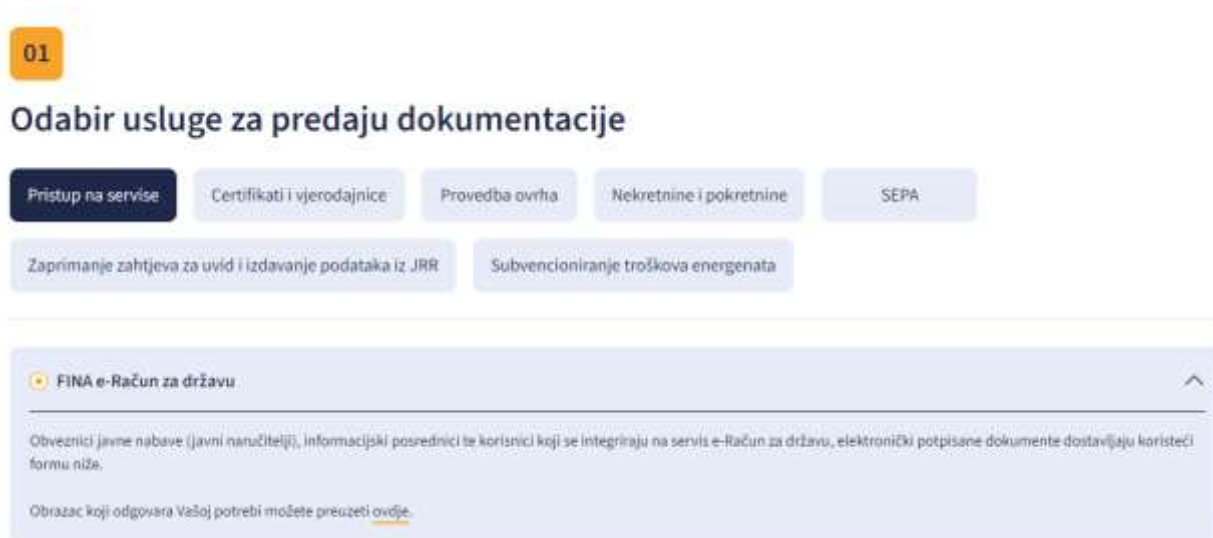 01
Odabir usluge za predaju dokumentacije
Pristup na servise
Certifikati i vjerodajnice
Provedba ovrha
Nekretnine i pokretnine
SEPA
Zaprimanje zahtjeva za uvid i izdavanje podataka iz JRR
Subvencioniranje troškova energenata
FINA e-Račun za državu
Obveznici javne nabave (javni naručitelji), informacijski posrednici te korisnici koji se integriraju na servis e-Račun za državu, elektronički potpisane dokumente dostavljaju koristeći
formu niže.
Obrazac koji odgovara Vašoj potrebi možete preuzeti ovdje.